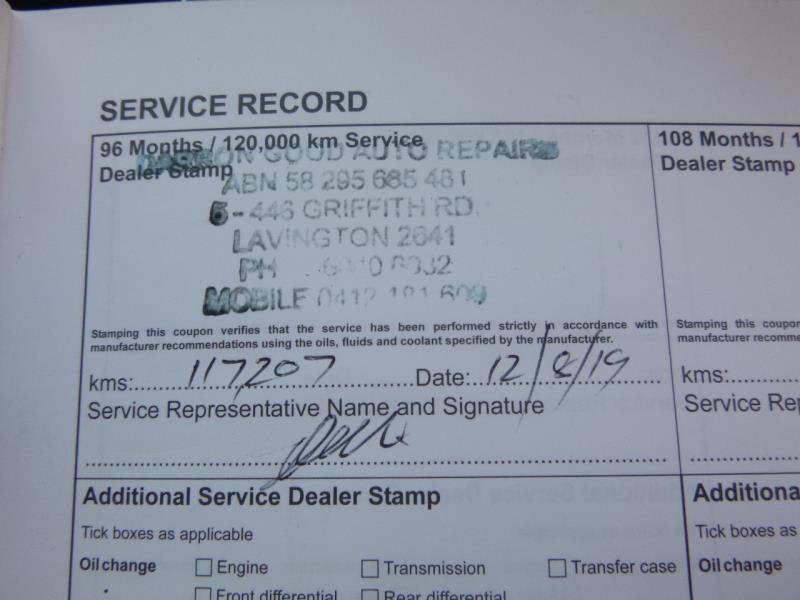 SERVICE RECORD
96 Months / 120,000 km Service
Dealer Stamp
GOOD AUTO REPAIRS
ABN 58 295 685 481
5-446 GRIFFITH RD.
LAVINGTON 2641
PH
MOBILE 0412
Stamping this coupon verifies that the service has been performed strictly in accordance with
manufacturer recommendations using the oils, fluids and coolant specified by the manufacturer.
kms: 117,207 Date: 12/8/19
Service Representative Name and Signature
Additional Service Dealer Stamp
Tick boxes as applicable
Oil change Engine Transmission Transfer case
Front differential Rear differential
108 Months / 1
Dealer Stamp
Stamping this coupon
manufacturer recomme
kms:
Service Rep
Additiona
Tick boxes as
Oil change